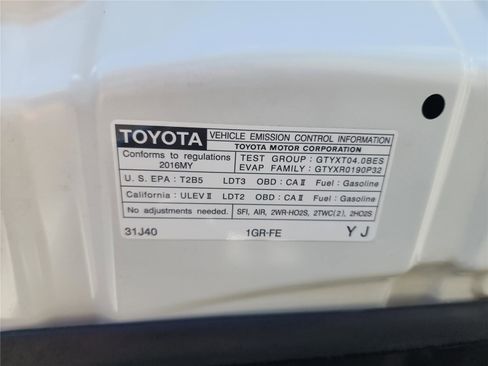 TOYOTA VEHICLE EMISSION CONTROL INFORMATION
TOYOTA MOTOR CORPORATION
Conforms to regulations
2016MY
TEST GROUP : GTYXT04.0BES
EVAP FAMILY : GTYXR0190P32
U.S. EPA : T2B5 LDT3 OBD : CA II Fuel : Gasoline
California : ULEV II LDT2 OBD : CA II Fuel : Gasoline
No adjustments needed. SFI, AIR, 2WR-HO2S, 2TWC(2), 2HO2S
31J40 1GR-FE Y J